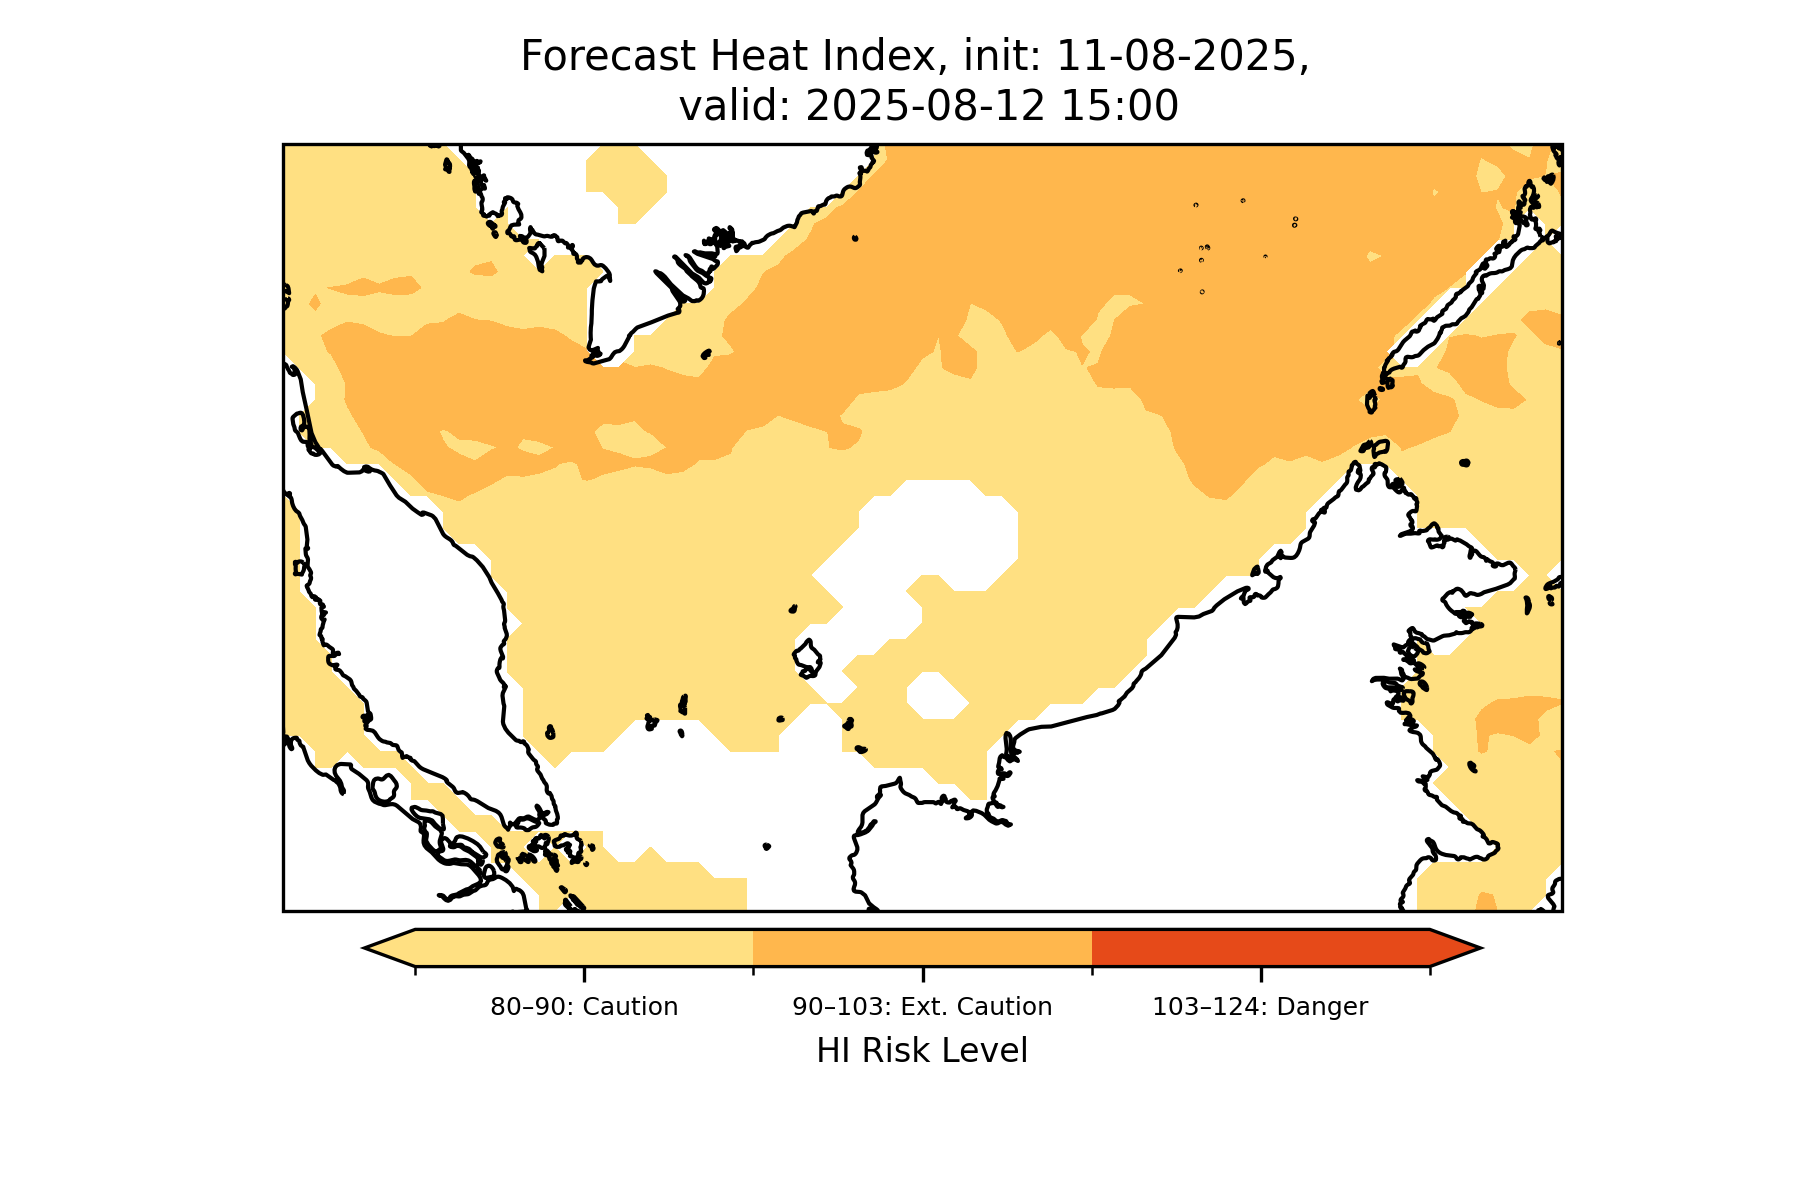 Forecast Heat Index, init: 11-08-2025,
valid: 2025-08-12 15:00
80–90: Caution
90–103: Ext. Caution
103–124: Danger
HI Risk Level